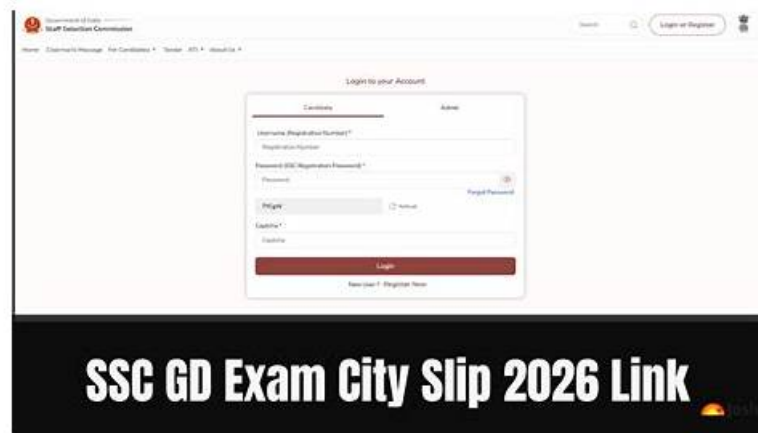 Government of India
Staff Selection Commission
Search
Login or Register
Home Chairman's Message For Candidates Tender RTI About Us
Login to your Account
Candidate Admin
Username (Registration Number) *
Registration Number
Password (SSC Registration Password) *
Password
Forgot Password
Refresh
Captcha *
Captcha
Login
New User? Register Now
SSC GD Exam City Slip 2026 Link